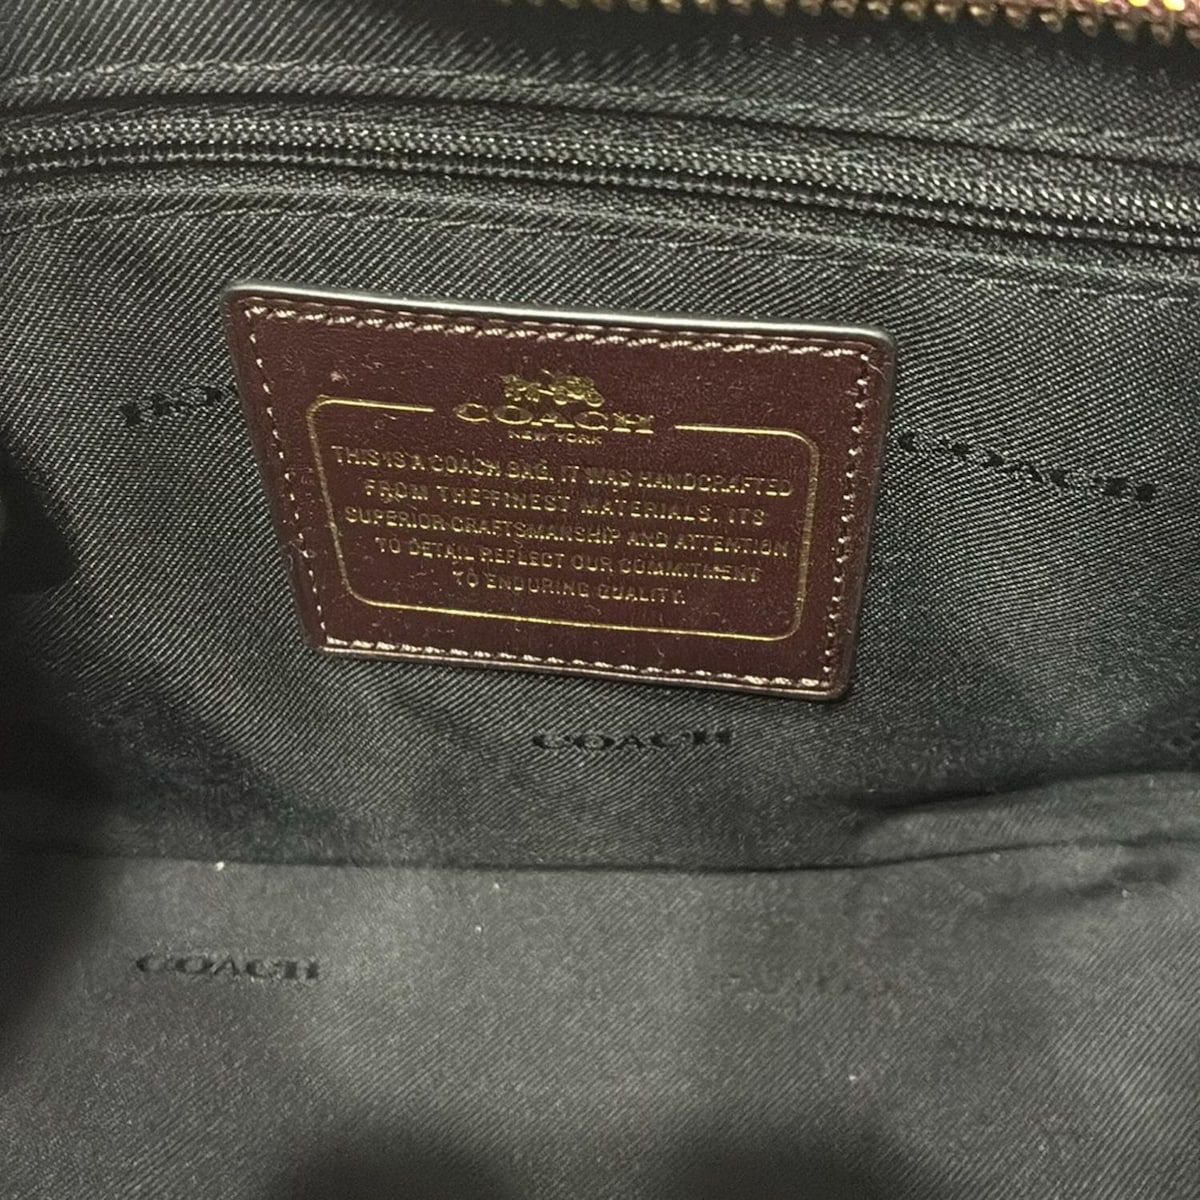 COACH
NEW YORK
THIS IS A COACH BAG. IT WAS HANDCRAFTED
FROM THE FINEST MATERIALS. ITS
SUPERIOR CRAFTSMANSHIP AND ATTENTION
TO DETAIL REFLECT OUR COMMITMENT
TO ENDURING QUALITY.
COACH
COACH
COACH